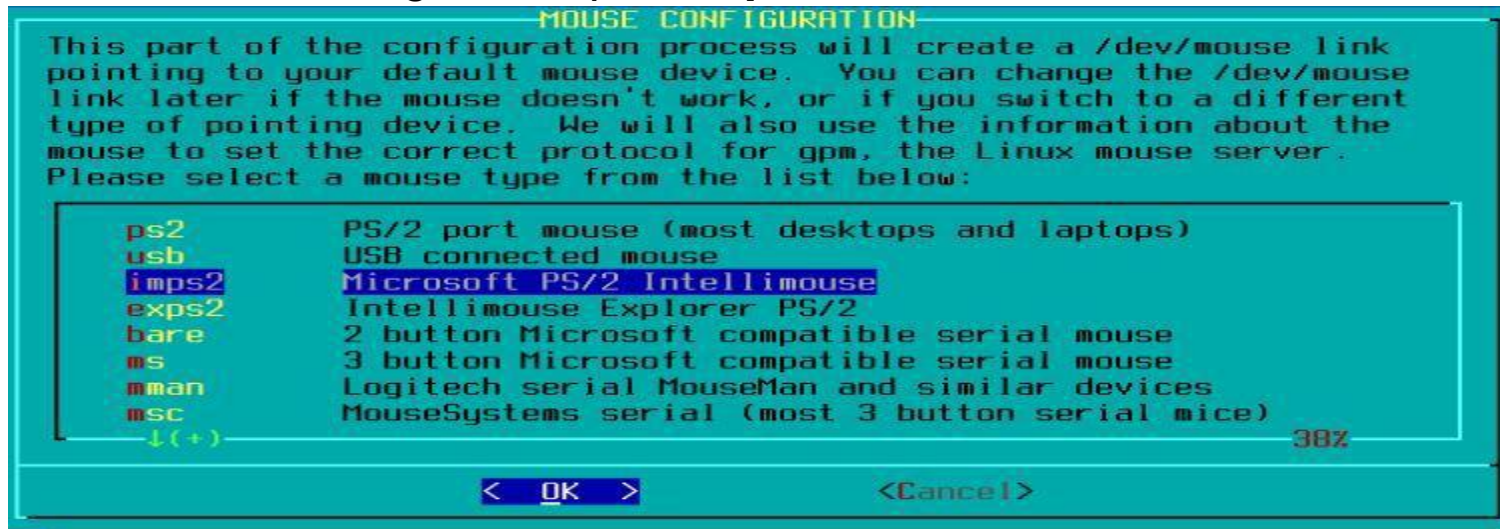 MOUSE CONFIGURATION
This part of the configuration process will create a /dev/mouse link
pointing to your default mouse device.  You can change the /dev/mouse
link later if the mouse doesn't work, or if you switch to a different
type of pointing device.  We will also use the information about the
mouse to set the correct protocol for gpm, the Linux mouse server.
Please select a mouse type from the list below:
ps2 PS/2 port mouse (most desktops and laptops)
usb USB connected mouse
imps2 Microsoft PS/2 Intellimouse
exps2 Intellimouse Explorer PS/2
bare 2 button Microsoft compatible serial mouse
ms 3 button Microsoft compatible serial mouse
mman Logitech serial MouseMan and similar devices
msc MouseSystems serial (most 3 button serial mice)
↓(+) 38%
< OK > <Cancel>